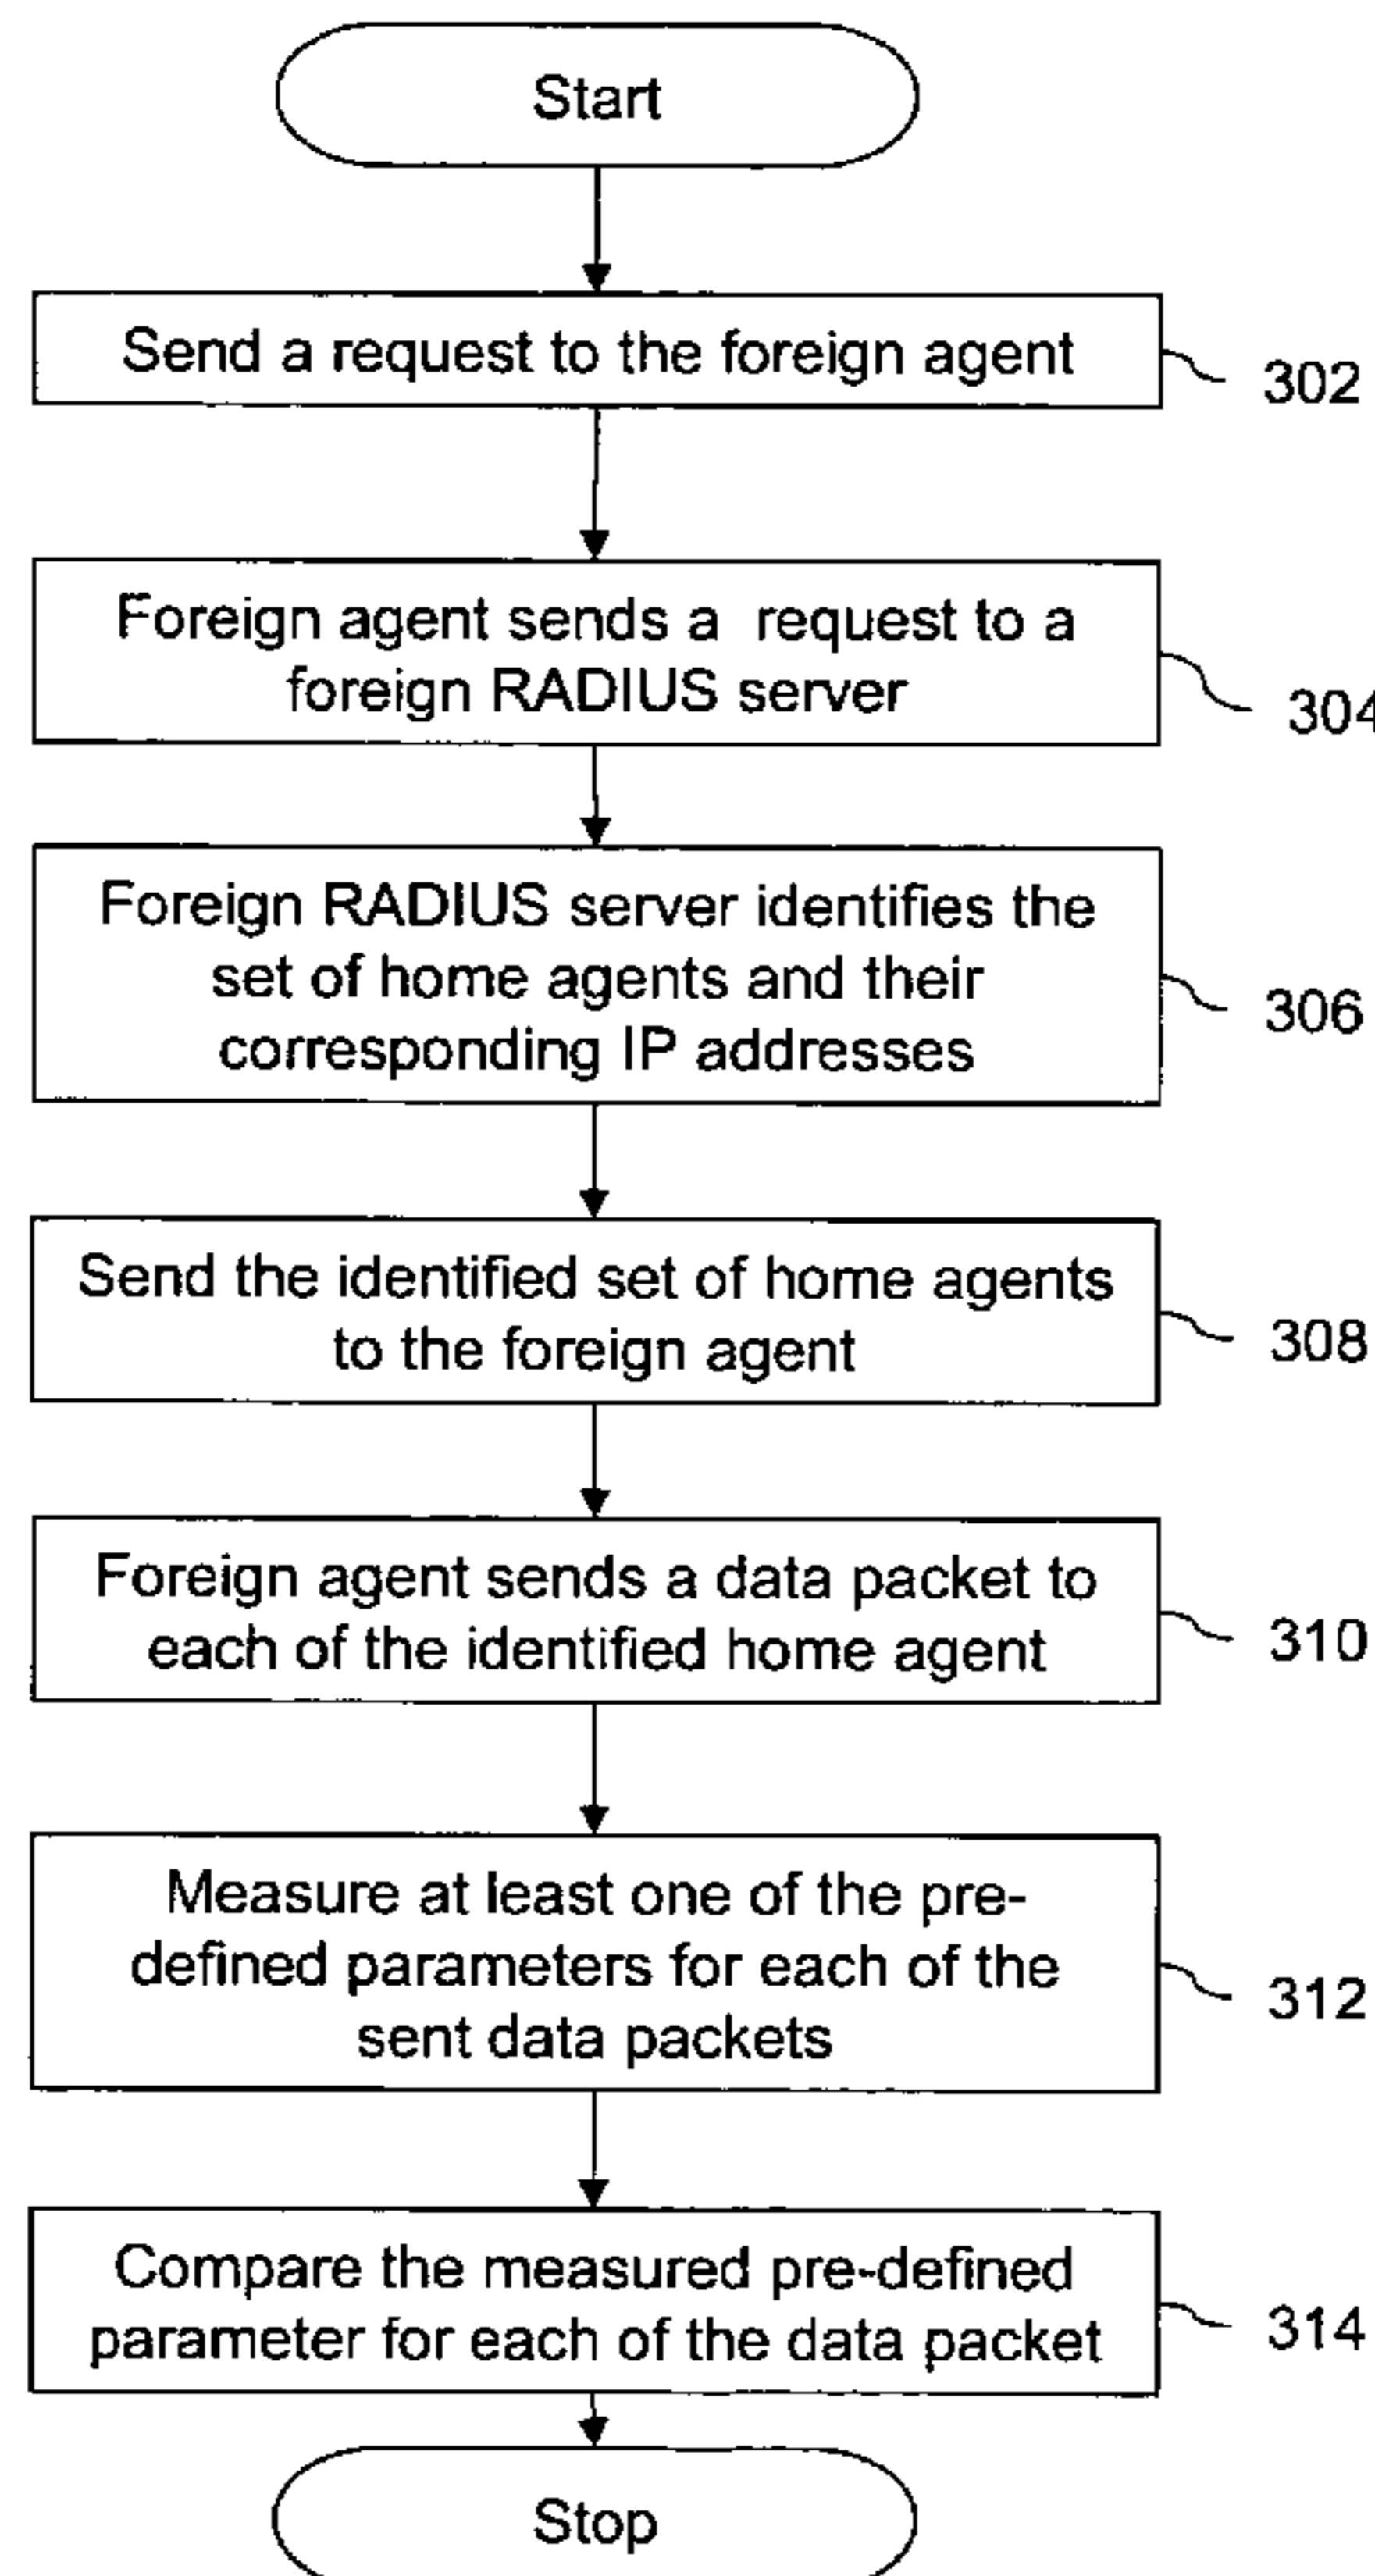 Start
Send a request to the foreign agent
302
Foreign agent sends a request to a
foreign RADIUS server
304
Foreign RADIUS server identifies the
set of home agents and their
corresponding IP addresses
306
Send the identified set of home agents
to the foreign agent
308
Foreign agent sends a data packet to
each of the identified home agent
310
Measure at least one of the pre-
defined parameters for each of the
sent data packets
312
Compare the measured pre-defined
parameter for each of the data packet
314
Stop